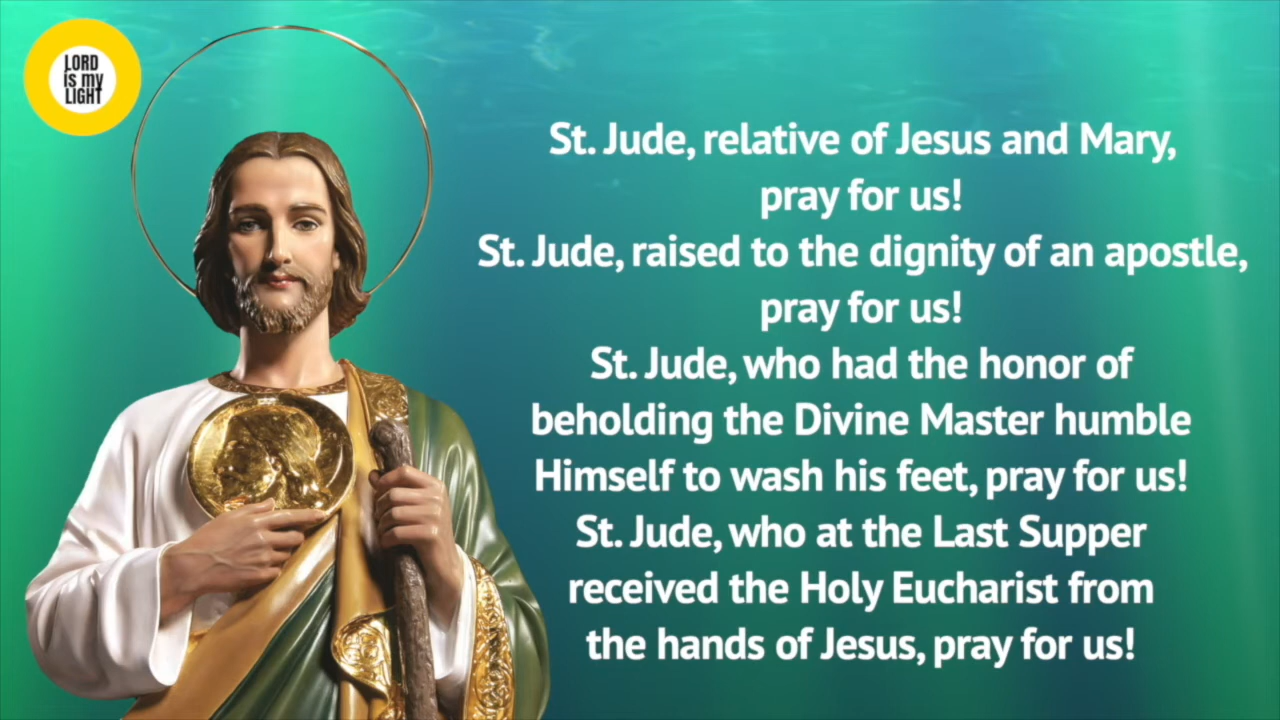 LORD
iS my
LIGHT
St. Jude, relative of Jesus and Mary,
pray for us!
St. Jude, raised to the dignity of an apostle,
pray for us!
St. Jude, who had the honor of
beholding the Divine Master humble
Himself to wash his feet, pray for us!
St. Jude, who at the Last Supper
received the Holy Eucharist from
the hands of Jesus, pray for us!